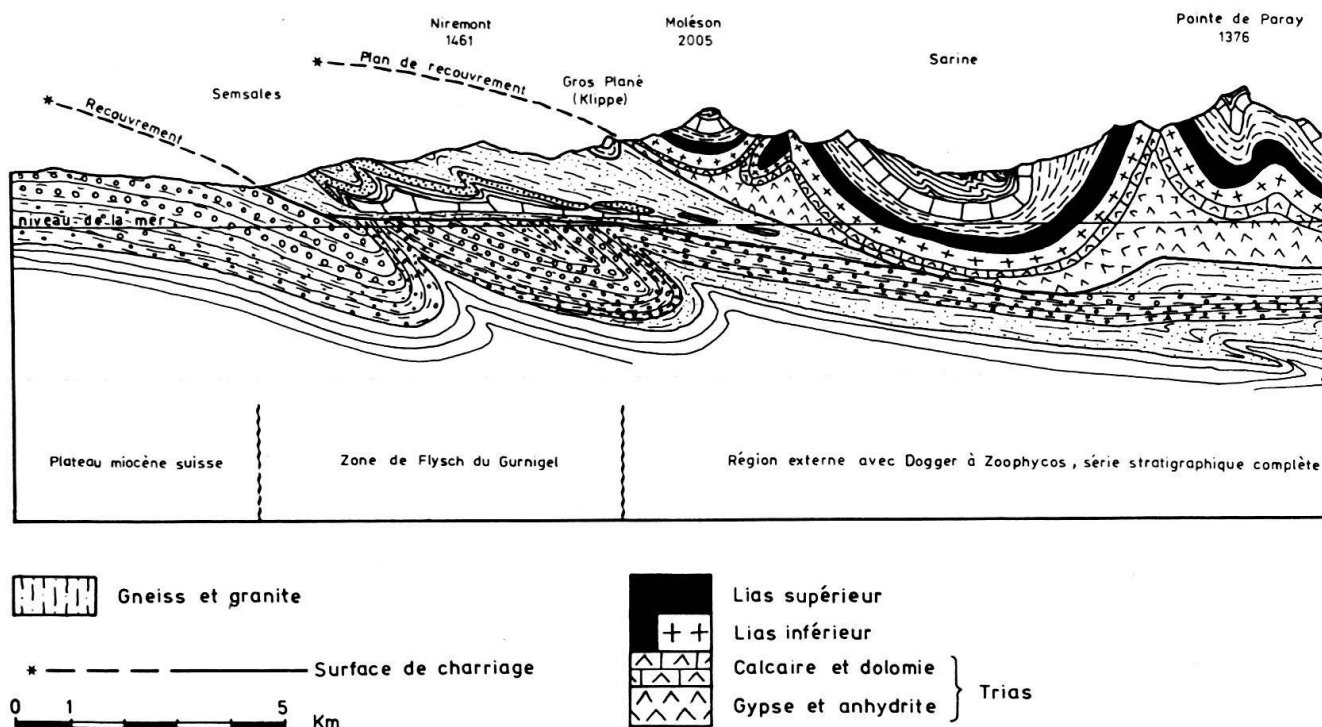 Niremont
1461
Moléson
2005
Pointe de Paray
1376
Plan de recouvrement
Gros Plané
(Klippe)
Sarine
Semsales
Recouvrement
niveau-de-la-mer
Plateau miocène suisse
Zone de Flysch du Gurnigel
Région externe avec Dogger à Zoophycos, série stratigraphique complète
Gneiss et granite
Surface de charriage
0 1 5
Km
Lias supérieur
Lias inférieur
Calcaire et dolomie
Gypse et anhydrite
Trias